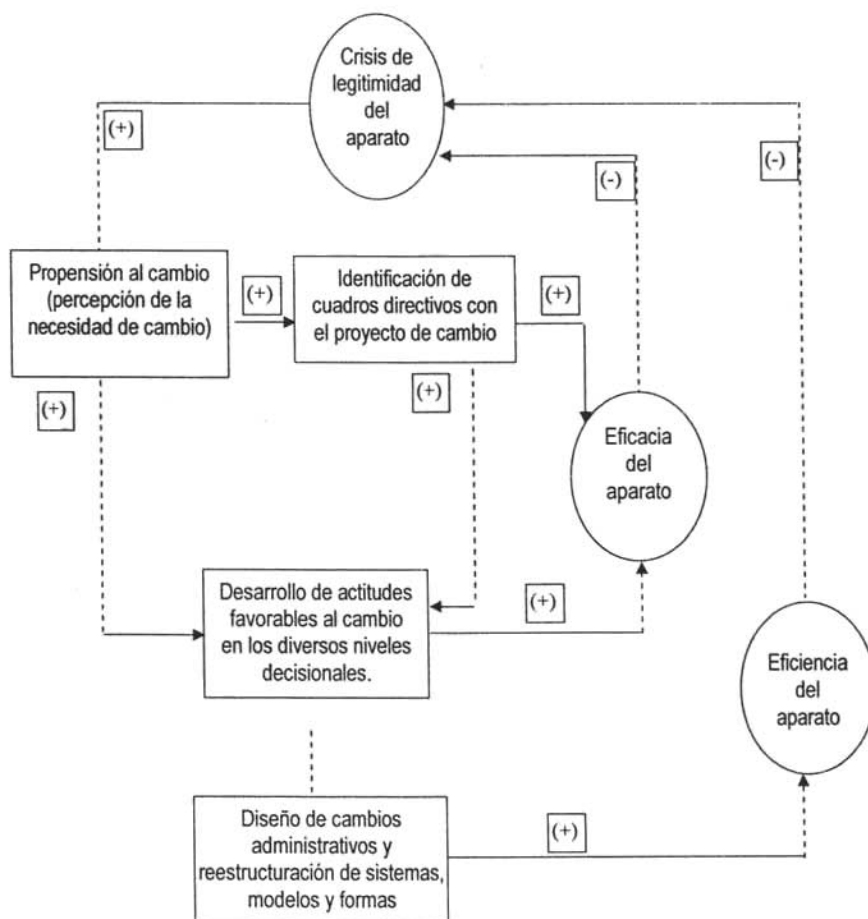 Crisis de
legitimidad
del
aparato
(+)
(-)
(-)
Propensión al cambio
(percepción de la
necesidad de cambio)
(+)
Identificación de
cuadros directivos con
el proyecto de cambio
(+)
(+)
(+)
Eficacia
del
aparato
Desarrollo de actitudes
favorables al cambio
en los diversos niveles
decisionales.
(+)
Eficiencia
del
aparato
Diseño de cambios
administrativos y
reestructuración de sistemas,
modelos y formas
(+)